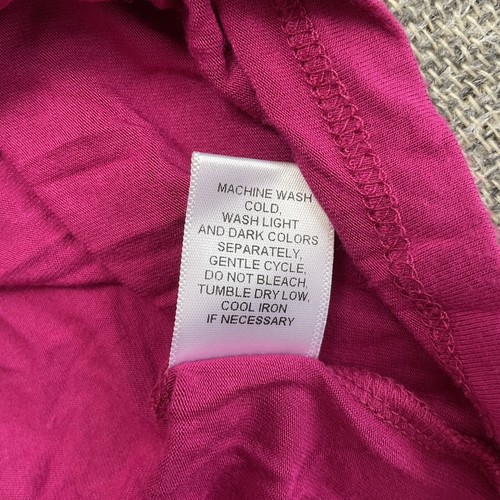 MACHINE WASH
COLD,
WASH LIGHT
AND DARK COLORS
SEPARATELY,
GENTLE CYCLE,
DO NOT BLEACH,
TUMBLE DRY LOW,
COOL IRON
IF NECESSARY